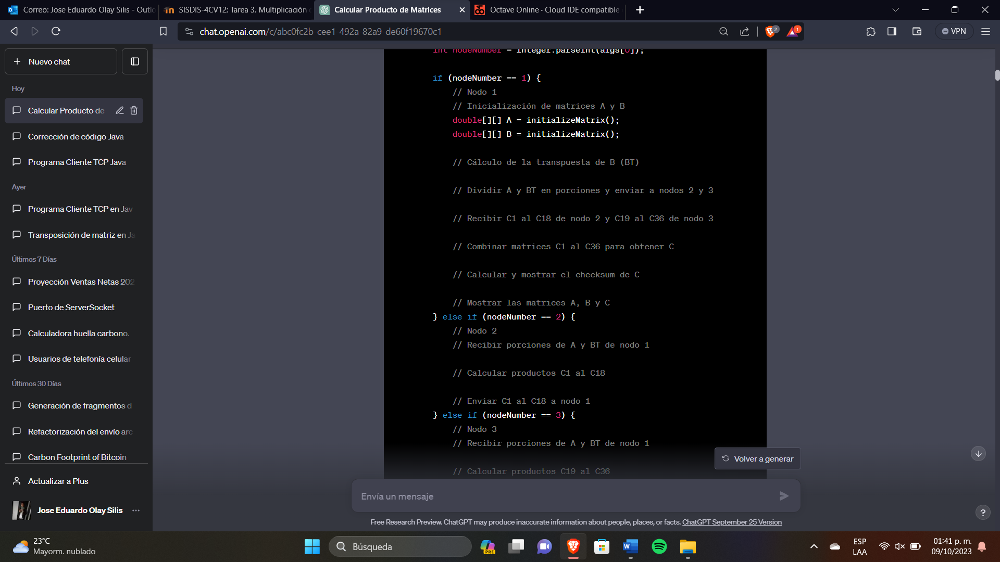 Correo: Jose Eduardo Olay Silis - Outlo
SISDIS-4CV12: Tarea 3. Multiplicación
Calcular Producto de Matrices
Octave Online · Cloud IDE compatible
chat.openai.com/c/abc0fc2b-cee1-492a-82a9-de60f19670c1
2
1
VPN
Nuevo chat
Hoy
Calcular Producto de
Corrección de código Java
Programa Cliente TCP Java
Ayer
Programa Cliente TCP en Jav
Transposición de matriz en Ja
Últimos 7 Días
Proyección Ventas Netas 202
Puerto de ServerSocket
Calculadora huella carbono.
Usuarios de telefonía celular
Últimos 30 Días
Generación de fragmentos d
Refactorización del envío arc
Carbon Footprint of Bitcoin
Actualizar a Plus
Jose Eduardo Olay Silis
int nodeNumber = Integer.parseInt(args[0]);
if (nodeNumber == 1) {
// Nodo 1
// Inicialización de matrices A y B
double[][] A = initializeMatrix();
double[][] B = initializeMatrix();
// Cálculo de la transpuesta de B (BT)
// Dividir A y BT en porciones y enviar a nodos 2 y 3
// Recibir C1 al C18 de nodo 2 y C19 al C36 de nodo 3
// Combinar matrices C1 al C36 para obtener C
// Calcular y mostrar el checksum de C
// Mostrar las matrices A, B y C
} else if (nodeNumber == 2) {
// Nodo 2
// Recibir porciones de A y BT de nodo 1
// Calcular productos C1 al C18
// Enviar C1 al C18 a nodo 1
} else if (nodeNumber == 3) {
// Nodo 3
// Recibir porciones de A y BT de nodo 1
// Calcular productos C19 al C36
Volver a generar
Envía un mensaje
Free Research Preview. ChatGPT may produce inaccurate information about people, places, or facts. ChatGPT September 25 Version
?
23°C
Mayorm. nublado
Búsqueda
PRE
ESP
LAA
01:41 p. m.
09/10/2023